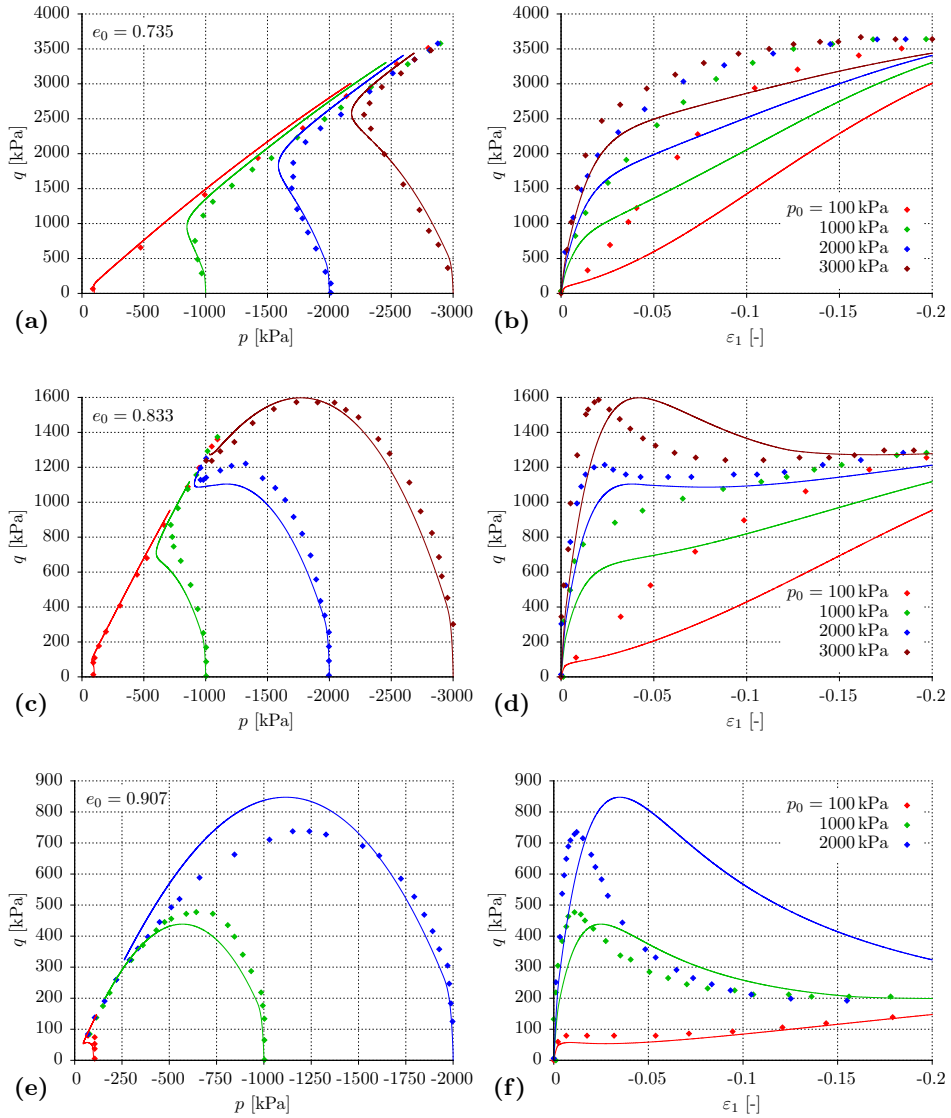 e₀ = 0.735
4000
3500
3000
2500
2000
1500
1000
500
0
q [kPa]
0 -500 -1000 -1500 -2000 -2500 -3000
p [kPa]
(a)
4000
3500
3000
2500
2000
1500
1000
500
0
q [kPa]
p₀ = 100 kPa
1000 kPa
2000 kPa
3000 kPa
0 -0.05 -0.1 -0.15 -0.2
ε₁ [-]
(b)
e₀ = 0.833
1600
1400
1200
1000
800
600
400
200
0
q [kPa]
0 -500 -1000 -1500 -2000 -2500 -3000
p [kPa]
(c)
1600
1400
1200
1000
800
600
400
200
0
q [kPa]
p₀ = 100 kPa
1000 kPa
2000 kPa
3000 kPa
0 -0.05 -0.1 -0.15 -0.2
ε₁ [-]
(d)
e₀ = 0.907
900
800
700
600
500
400
300
200
100
0
q [kPa]
0 -250 -500 -750 -1000 -1250 -1500 -1750 -2000
p [kPa]
(e)
900
800
700
600
500
400
300
200
100
0
q [kPa]
p₀ = 100 kPa
1000 kPa
2000 kPa
0 -0.05 -0.1 -0.15 -0.2
ε₁ [-]
(f)